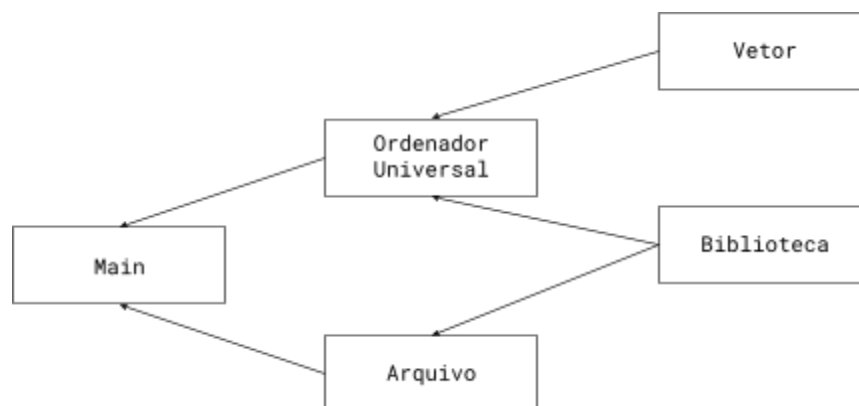 Vetor
Ordenador
Universal
Biblioteca
Main
Arquivo